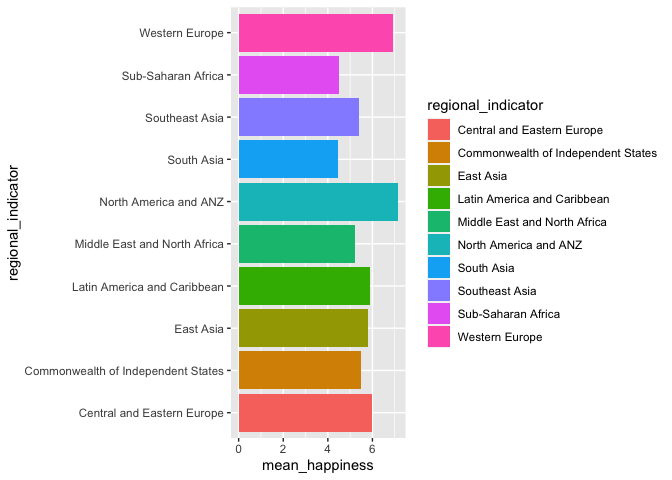 regional_indicator
Western Europe
Sub-Saharan Africa
Southeast Asia
South Asia
North America and ANZ
Middle East and North Africa
Latin America and Caribbean
East Asia
Commonwealth of Independent States
Central and Eastern Europe
0 2 4 6
mean_happiness
regional_indicator
Central and Eastern Europe
Commonwealth of Independent States
East Asia
Latin America and Caribbean
Middle East and North Africa
North America and ANZ
South Asia
Southeast Asia
Sub-Saharan Africa
Western Europe